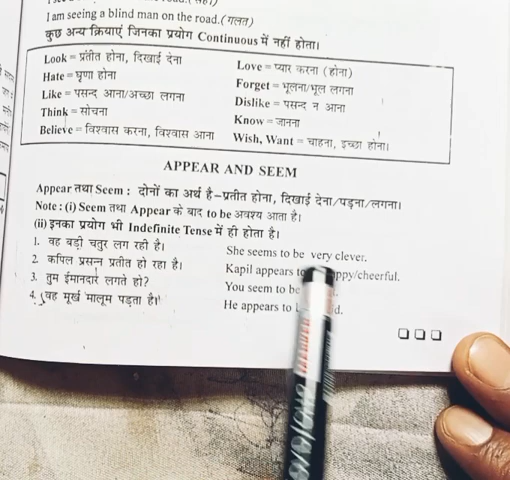 I am seeing a blind man on the road. (गलत)
कुछ अन्य क्रियाएं जिनका प्रयोग Continuous में नहीं होता।
Look = प्रतीत होना, दिखाई देना
Love = प्यार करना (होना)
Hate = घृणा होना
Forget = भूलना/भूल लगना
Like = पसन्द आना/अच्छा लगना
Dislike = पसन्द न आना
Think = सोचना
Know = जानना
Believe = विश्वास करना, विश्वास आना
Wish, Want = चाहना, इच्छा होना।
APPEAR AND SEEM
Appear तथा Seem : दोनों का अर्थ है–प्रतीत होना, दिखाई देना/पड़ना/लगना।
Note : (i) Seem तथा Appear के बाद to be अवश्य आता है।
(ii) इनका प्रयोग भी Indefinite Tense में ही होता है।
1. वह बड़ी चतुर लग रही है।
She seems to be very clever.
2. कपिल प्रसन्न प्रतीत हो रहा है।
Kapil appears to ppy/cheerful.
3. तुम ईमानदार लगते हो?
You seem to be
4. वह मूर्ख मालूम पड़ता है।
He appears to